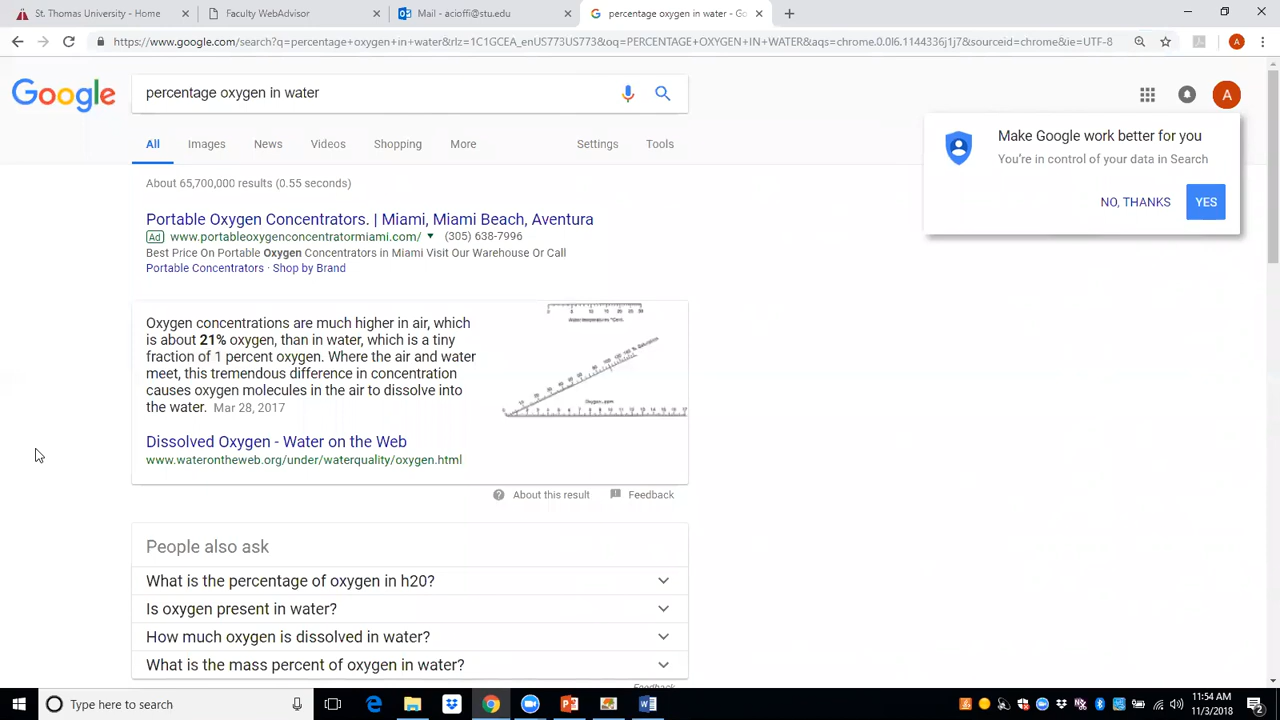 St. Thomas University - Home
Faculty WebAdvisor
Mail - acioffi@stu.edu
percentage oxygen in water - Go
https://www.google.com/search?q=percentage+oxygen+in+water&rlz=1C1GCEA_enUS773US773&oq=PERCENTAGE+OXYGEN+IN+WATER&aqs=chrome.0.0l6.1144336j1j7&sourceid=chrome&ie=UTF-8
A
Google
percentage oxygen in water
A
All
Images
News
Videos
Shopping
More
Settings
Tools
Make Google work better for you
You're in control of your data in Search
NO, THANKS
YES
About 65,700,000 results (0.55 seconds)
Portable Oxygen Concentrators. | Miami, Miami Beach, Aventura
Ad www.portableoxygenconcentratormiami.com/ (305) 638-7996
Best Price On Portable Oxygen Concentrators in Miami Visit Our Warehouse Or Call
Portable Concentrators · Shop by Brand
Oxygen concentrations are much higher in air, which
is about 21% oxygen, than in water, which is a tiny
fraction of 1 percent oxygen. Where the air and water
meet, this tremendous difference in concentration
causes oxygen molecules in the air to dissolve into
the water. Mar 28, 2017
Dissolved Oxygen - Water on the Web
www.waterontheweb.org/under/waterquality/oxygen.html
About this result
Feedback
People also ask
What is the percentage of oxygen in h20?
Is oxygen present in water?
How much oxygen is dissolved in water?
What is the mass percent of oxygen in water?
Feedback
Type here to search
11:54 AM
11/3/2018